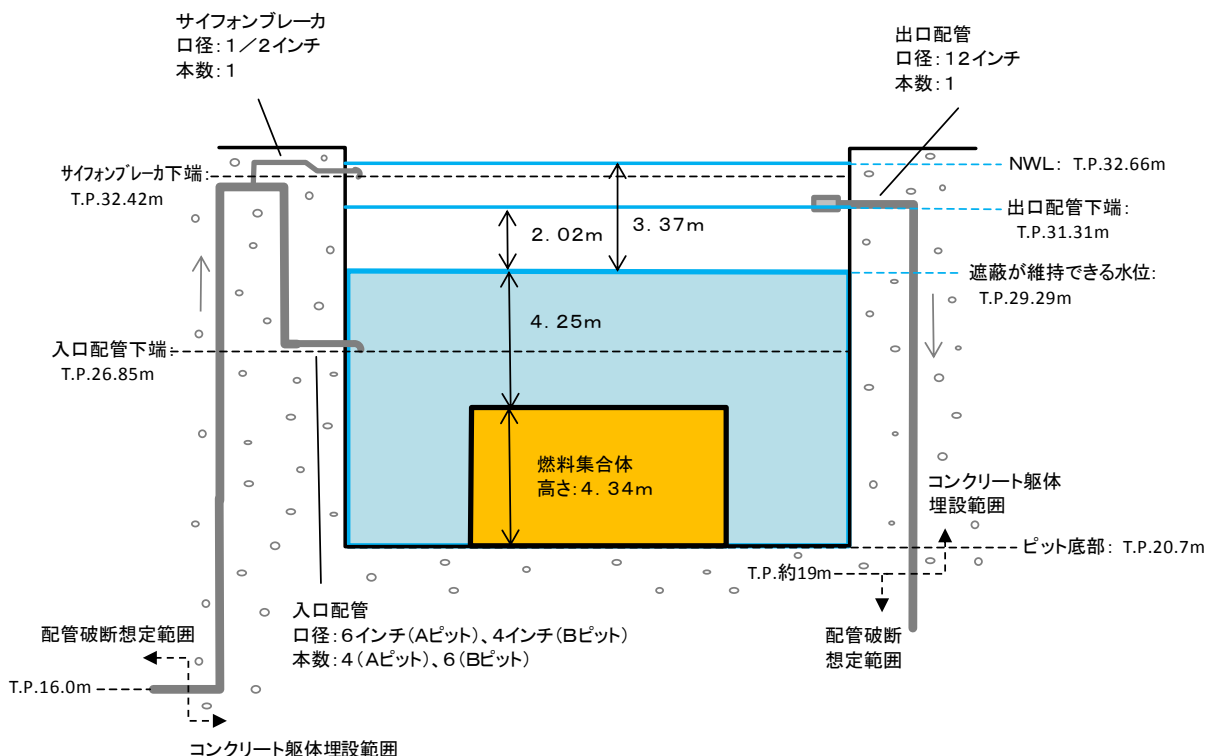 サイフォンブレーカ
口径:1/2インチ
本数:1
出口配管
口径:12インチ
本数:1
サイフォンブレーカ下端:
T.P.32.42m
NWL: T.P.32.66m
3.37m
2.02m
出口配管下端:
T.P.31.31m
遮蔽が維持できる水位:
T.P.29.29m
4.25m
入口配管下端:
T.P.26.85m
燃料集合体
高さ:4.34m
コンクリート躯体
埋設範囲
ピット底部: T.P.20.7m
T.P.約19m
入口配管
口径:6インチ(Aピット)、4インチ(Bピット)
本数:4(Aピット)、6(Bピット)
配管破断
想定範囲
配管破断想定範囲
T.P.16.0m
コンクリート躯体埋設範囲